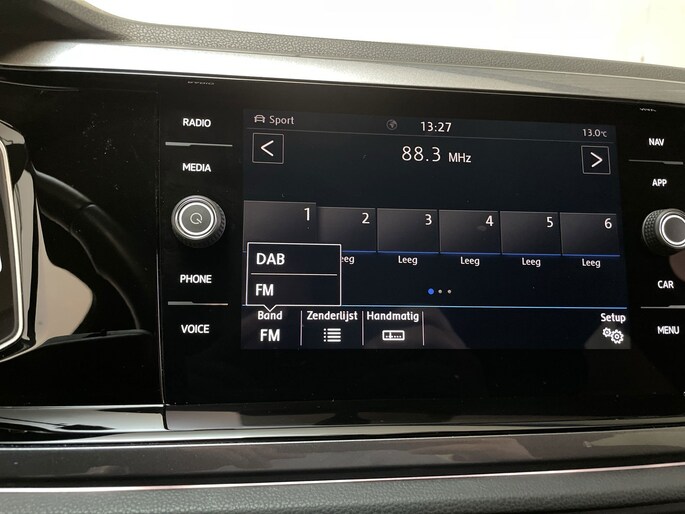 RADIO
MEDIA
PHONE
VOICE
Sport
13:27
13.0°C
<
88.3 MHz
>
1 2 3 4 5 6
Leeg Leeg Leeg Leeg Leeg
DAB
FM
Band Zenderlijst Handmatig Setup
FM
NAV
APP
CAR
MENU